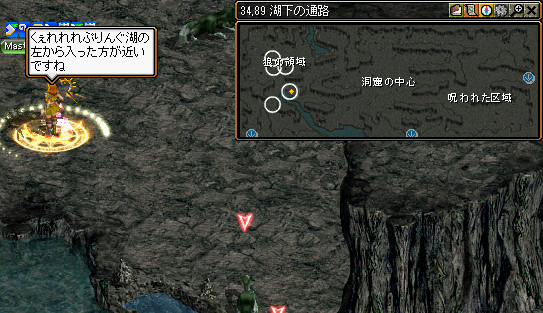 34,89 湖下の通路
くぇれれれぷりんぐ湖の
左から入った方が近い
ですね
狼の領域
洞窟の中心
呪われた区域